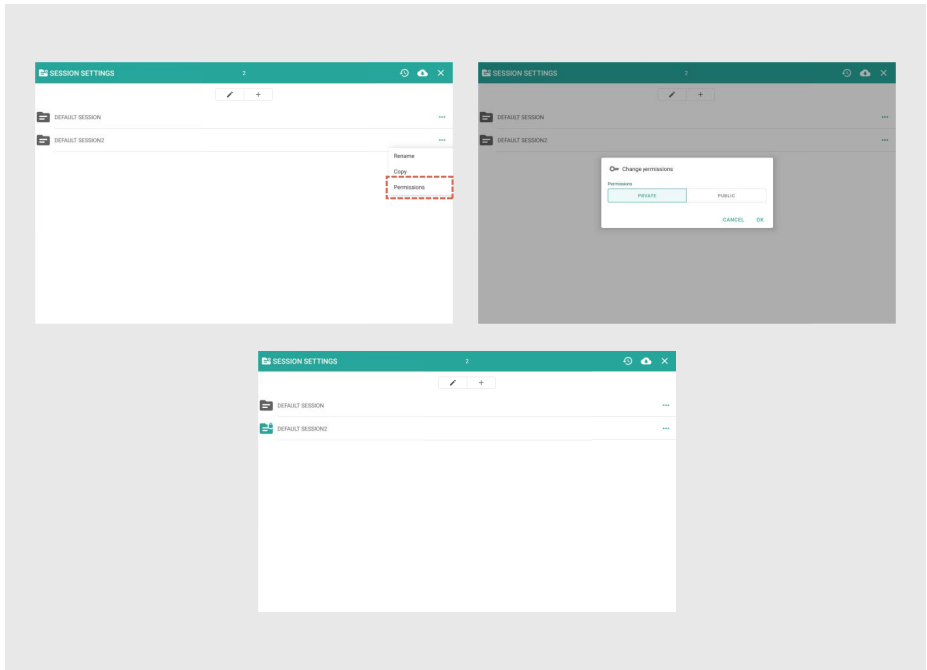 SESSION SETTINGS 2
DEFAULT SESSION
DEFAULT SESSION2
Rename
Copy
Permissions
SESSION SETTINGS 2
DEFAULT SESSION
DEFAULT SESSION2
Change permissions
Permissions
PRIVATE PUBLIC
CANCEL OK
SESSION SETTINGS 2
DEFAULT SESSION
DEFAULT SESSION2